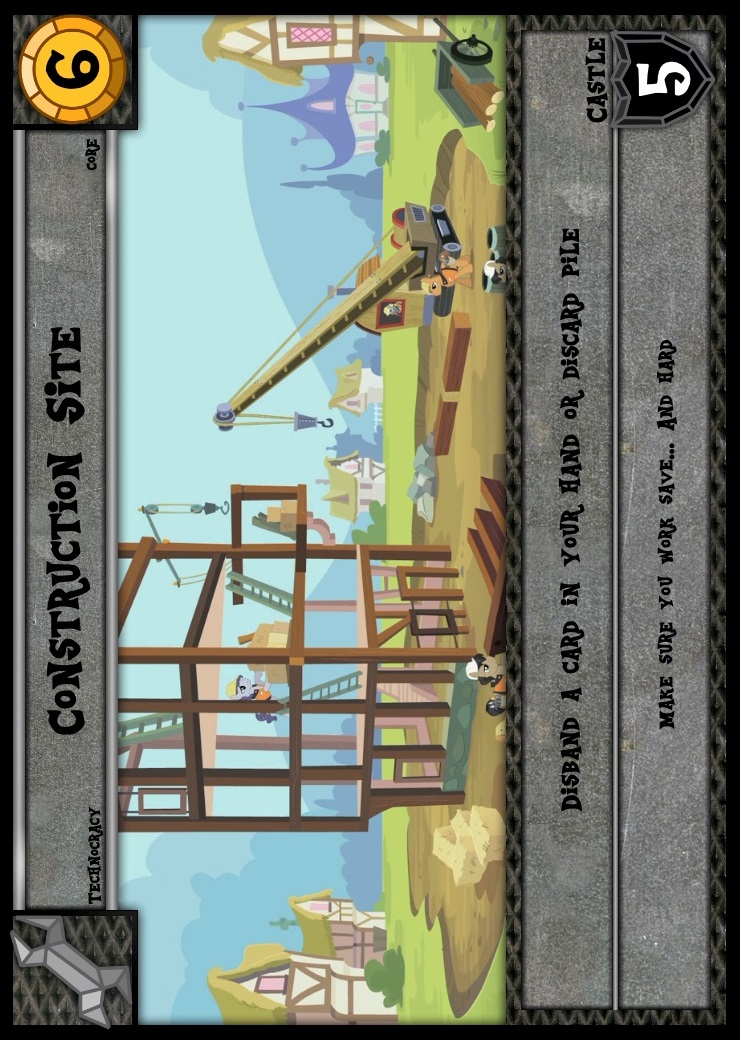 Technocracy
Construction Site
core
6
Castle
5
Disband a card in your hand or discard pile
Make sure you work save... and hard